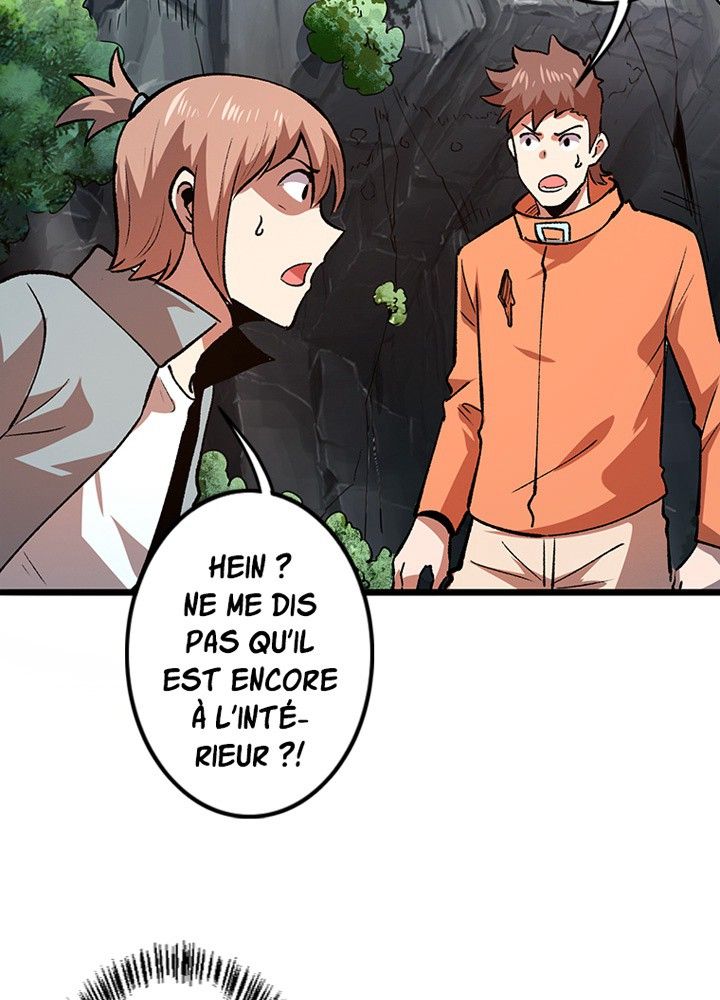 HEIN ?
NE ME DIS
PAS QU'IL
EST ENCORE
À L'INTÉ-
RIEUR ?!